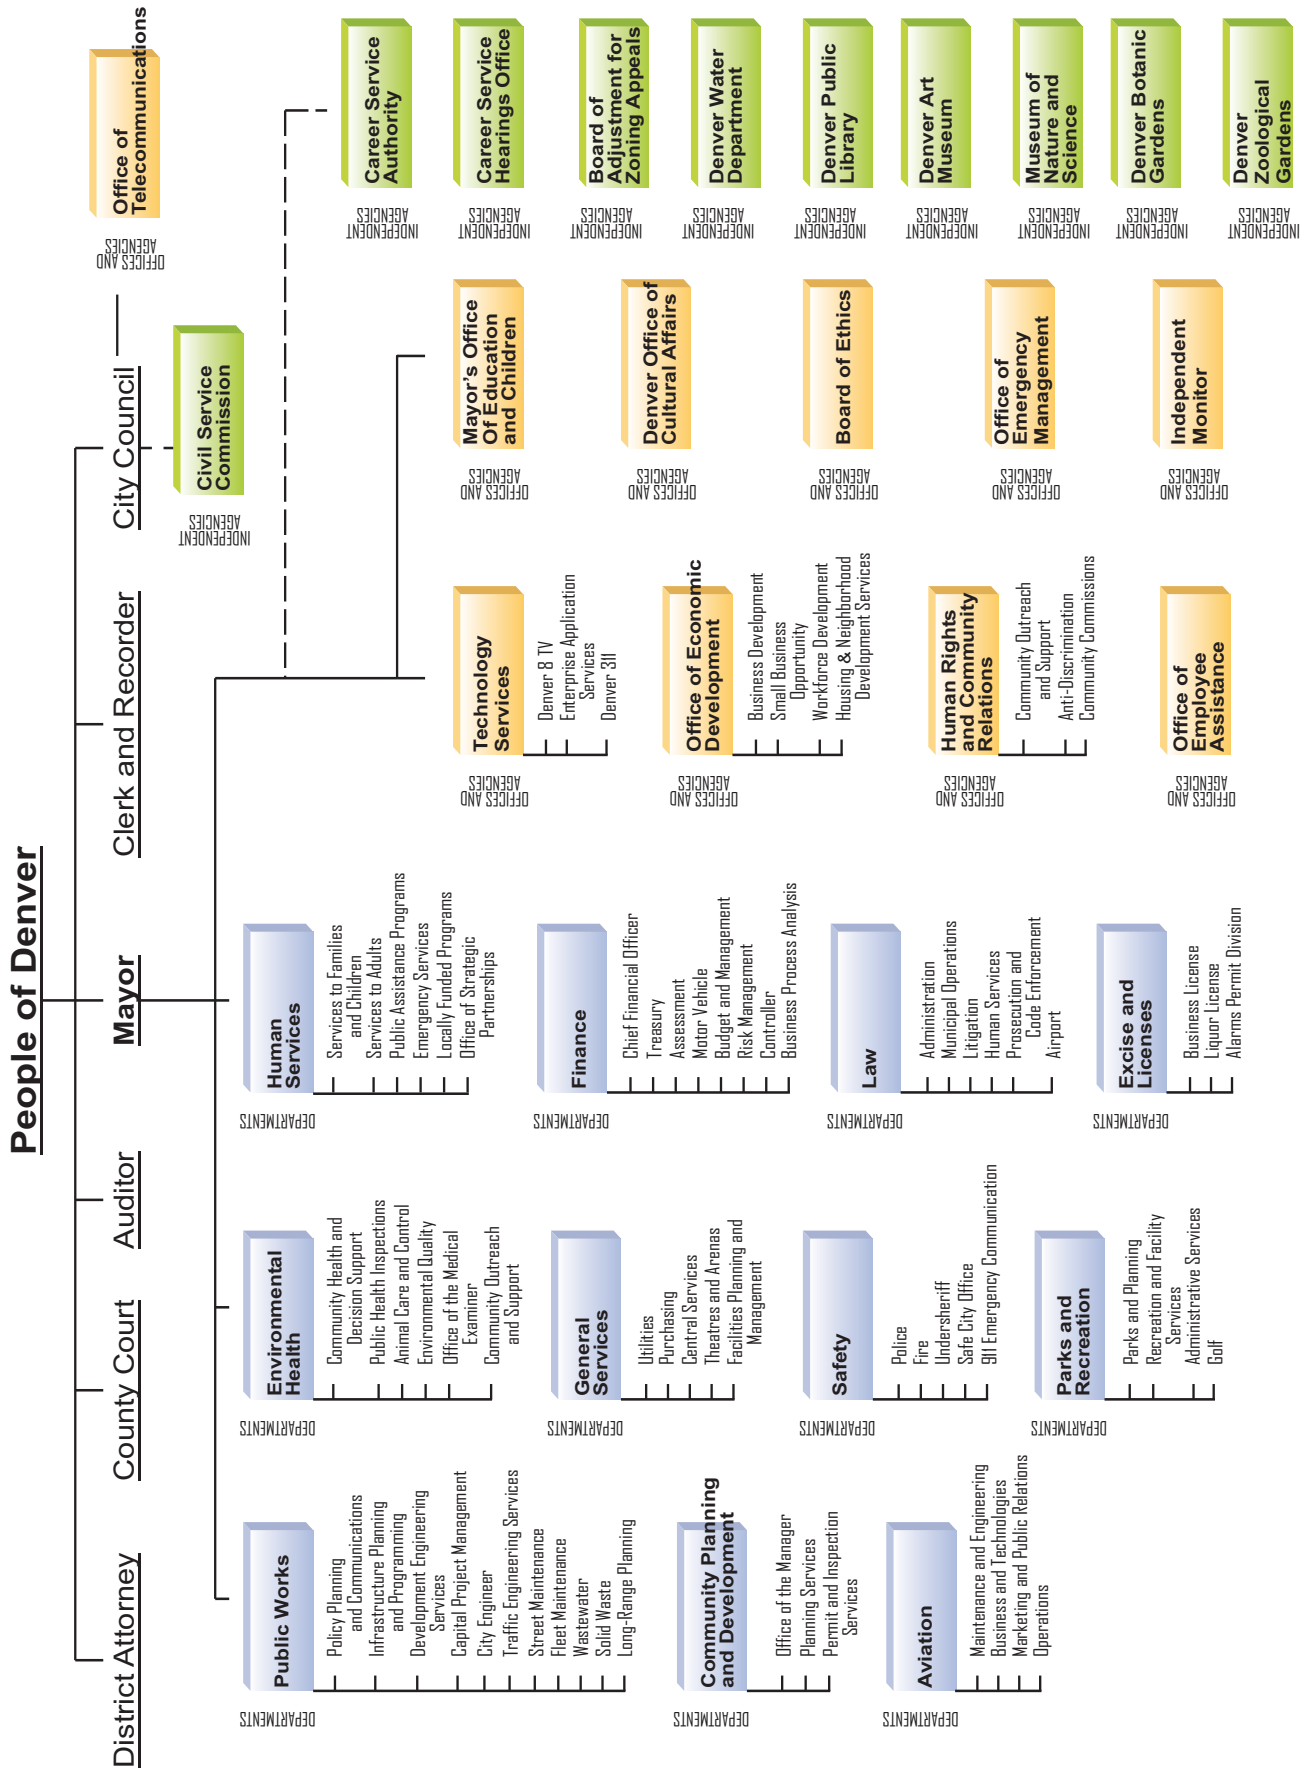 People of Denver
District Attorney
County Court
Auditor
Mayor
Clerk and Recorder
City Council
OFFICES AND
AGENCIES
Office of
Telecommunications
INDEPENDENT
AGENCIES
Civil Service
Commission
DEPARTMENTS
Public Works
Policy Planning
and Communications
Infrastructure Planning
and Programming
Development Engineering
Services
Capital Project Management
City Engineer
Traffic Engineering Services
Street Maintenance
Fleet Maintenance
Wastewater
Solid Waste
Long-Range Planning
DEPARTMENTS
Community Planning
and Development
Office of the Manager
Planning Services
Permit and Inspection
Services
DEPARTMENTS
Aviation
Maintenance and Engineering
Business and Technologies
Marketing and Public Relations
Operations
DEPARTMENTS
Environmental
Health
Community Health and
Decision Support
Public Health Inspections
Animal Care and Control
Environmental Quality
Office of the Medical
Examiner
Community Outreach
and Support
DEPARTMENTS
General
Services
Utilities
Purchasing
Central Services
Theatres and Arenas
Facilities Planning and
Management
DEPARTMENTS
Safety
Police
Fire
Undersheriff
Safe City Office
911 Emergency Communication
DEPARTMENTS
Parks and
Recreation
Parks and Planning
Recreation and Facility
Services
Administrative Services
Golf
DEPARTMENTS
Human
Services
Services to Families
and Children
Services to Adults
Public Assistance Programs
Emergency Services
Locally Funded Programs
Office of Strategic
Partnerships
DEPARTMENTS
Finance
Chief Financial Officer
Treasury
Assessment
Motor Vehicle
Budget and Management
Risk Management
Controller
Business Process Analysis
DEPARTMENTS
Law
Administration
Municipal Operations
Litigation
Human Services
Prosecution and
Code Enforcement
Airport
DEPARTMENTS
Excise and
Licenses
Business License
Liquor License
Alarms Permit Division
OFFICES AND
AGENCIES
Technology
Services
Denver 8 TV
Enterprise Application
Services
Denver 311
OFFICES AND
AGENCIES
Office of Economic
Development
Business Development
Small Business
Opportunity
Workforce Development
Housing & Neighborhood
Development Services
OFFICES AND
AGENCIES
Human Rights
and Community
Relations
Community Outreach
and Support
Anti-Discrimination
Community Commissions
OFFICES AND
AGENCIES
Office of
Employee
Assistance
OFFICES AND
AGENCIES
Mayor's Office
Of Education
and Children
OFFICES AND
AGENCIES
Denver Office of
Cultural Affairs
OFFICES AND
AGENCIES
Board of Ethics
OFFICES AND
AGENCIES
Office of
Emergency
Management
OFFICES AND
AGENCIES
Independent
Monitor
INDEPENDENT
AGENCIES
Career Service
Authority
INDEPENDENT
AGENCIES
Career Service
Hearings Office
INDEPENDENT
AGENCIES
Board of
Adjustment for
Zoning Appeals
INDEPENDENT
AGENCIES
Denver Water
Department
INDEPENDENT
AGENCIES
Denver Public
Library
INDEPENDENT
AGENCIES
Denver Art
Museum
INDEPENDENT
AGENCIES
Museum of
Nature and
Science
INDEPENDENT
AGENCIES
Denver Botanic
Gardens
INDEPENDENT
AGENCIES
Denver
Zoological
Gardens